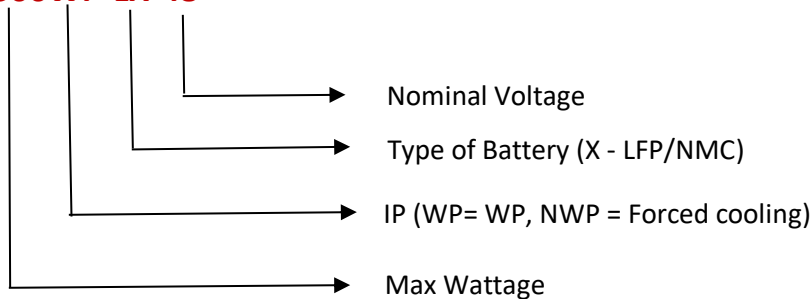 Nominal Voltage
Type of Battery (X - LFP/NMC)
IP (WP= WP, NWP = Forced cooling)
Max Wattage